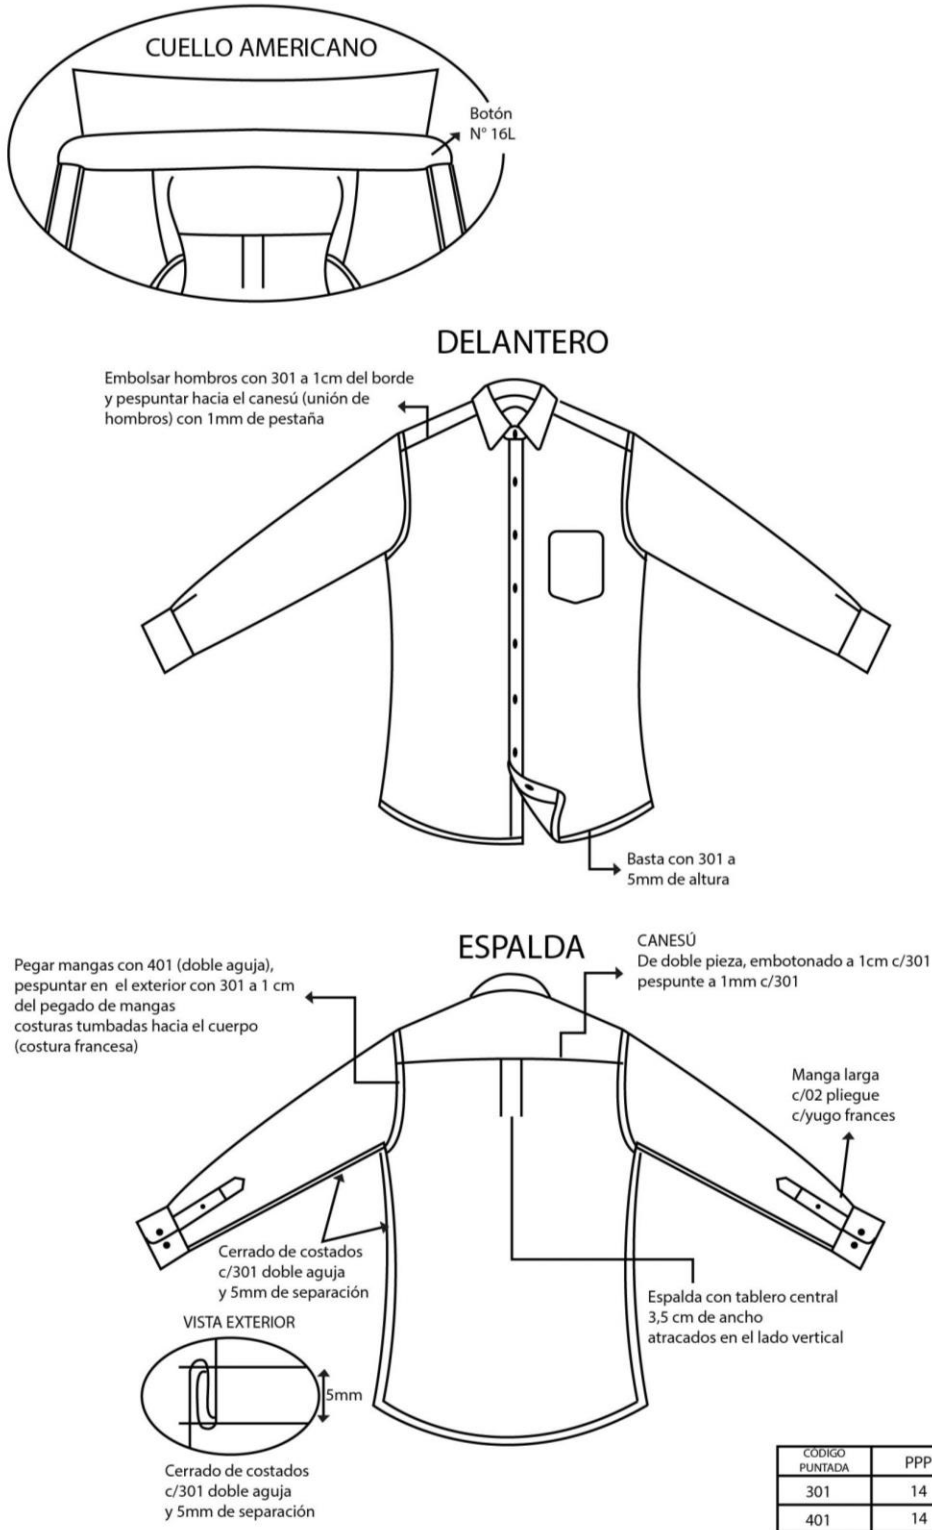 CUELLO AMERICANO
Botón
N° 16L
DELANTERO
Embolsar hombros con 301 a 1cm del borde
y pespuntar hacia el canesú (unión de
hombros) con 1mm de pestaña
Basta con 301 a
5mm de altura
ESPALDA
CANESÚ
De doble pieza, embotonado a 1cm c/301
pespunte a 1mm c/301
Pegar mangas con 401 (doble aguja),
pespuntar en el exterior con 301 a 1 cm
del pegado de mangas
costuras tumbadas hacia el cuerpo
(costura francesa)
Manga larga
c/02 pliegue
c/yugo frances
Cerrado de costados
c/301 doble aguja
y 5mm de separación
Espalda con tablero central
3,5 cm de ancho
atracados en el lado vertical
VISTA EXTERIOR
5mm
Cerrado de costados
c/301 doble aguja
y 5mm de separación
CÓDIGO
PUNTADA PPP
301 14
401 14